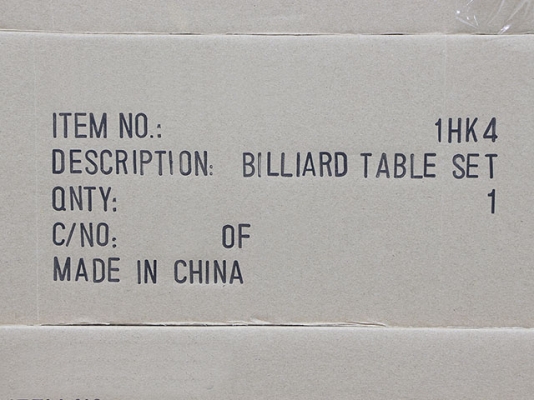 ITEM NO.: 1HK4
DESCRIPTION: BILLIARD TABLE SET
QNTY: 1
C/NO: OF
MADE IN CHINA